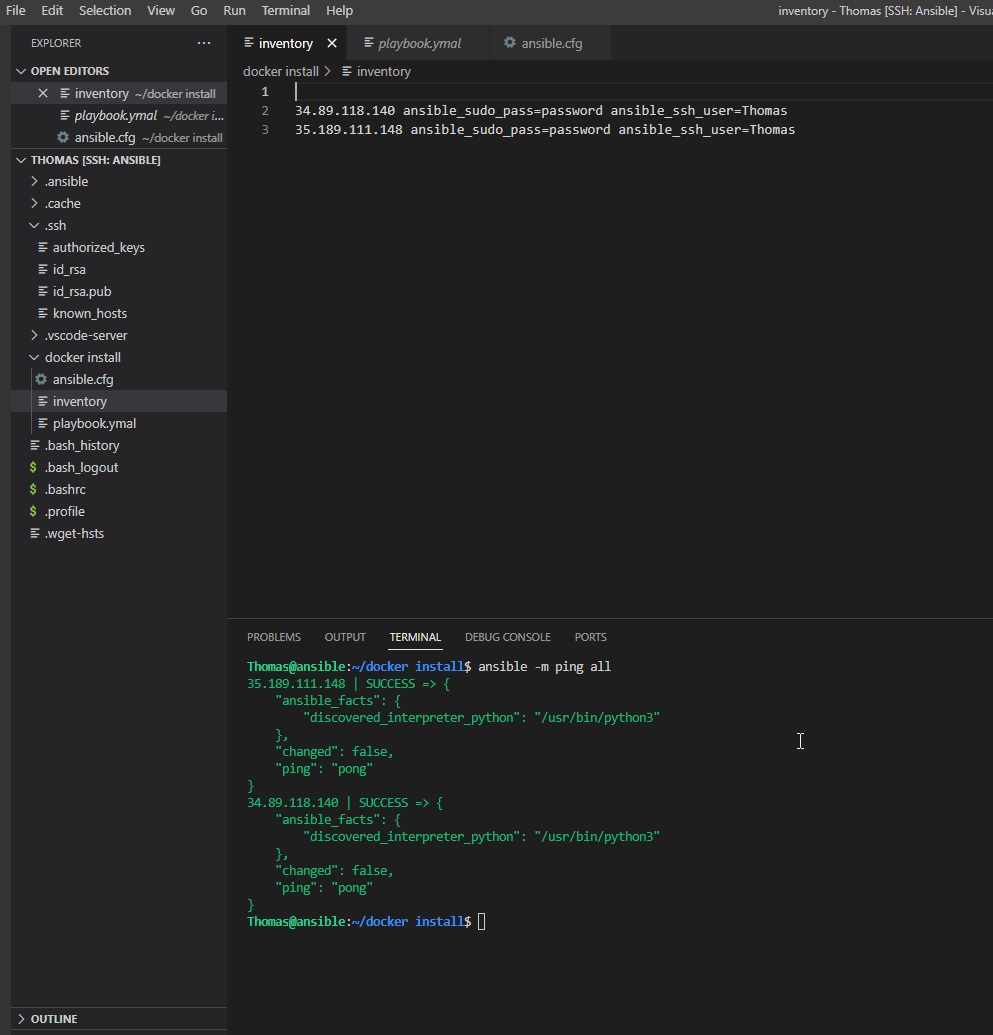 File Edit Selection View Go Run Terminal Help
inventory - Thomas [SSH: Ansible] - Visua
EXPLORER ...
OPEN EDITORS
inventory ~/docker install
playbook.ymal ~/docker i...
ansible.cfg ~/docker install
THOMAS [SSH: ANSIBLE]
.ansible
.cache
.ssh
authorized_keys
id_rsa
id_rsa.pub
known_hosts
.vscode-server
docker install
ansible.cfg
inventory
playbook.ymal
.bash_history
$ .bash_logout
$ .bashrc
$ .profile
.wget-hsts
OUTLINE
inventory playbook.ymal ansible.cfg
docker install > inventory
1
2 34.89.118.140 ansible_sudo_pass=password ansible_ssh_user=Thomas
3 35.189.111.148 ansible_sudo_pass=password ansible_ssh_user=Thomas
PROBLEMS OUTPUT TERMINAL DEBUG CONSOLE PORTS
Thomas@ansible:~/docker install$ ansible -m ping all
35.189.111.148 | SUCCESS => {
    "ansible_facts": {
        "discovered_interpreter_python": "/usr/bin/python3"
    },
    "changed": false,
    "ping": "pong"
}
34.89.118.140 | SUCCESS => {
    "ansible_facts": {
        "discovered_interpreter_python": "/usr/bin/python3"
    },
    "changed": false,
    "ping": "pong"
}
Thomas@ansible:~/docker install$